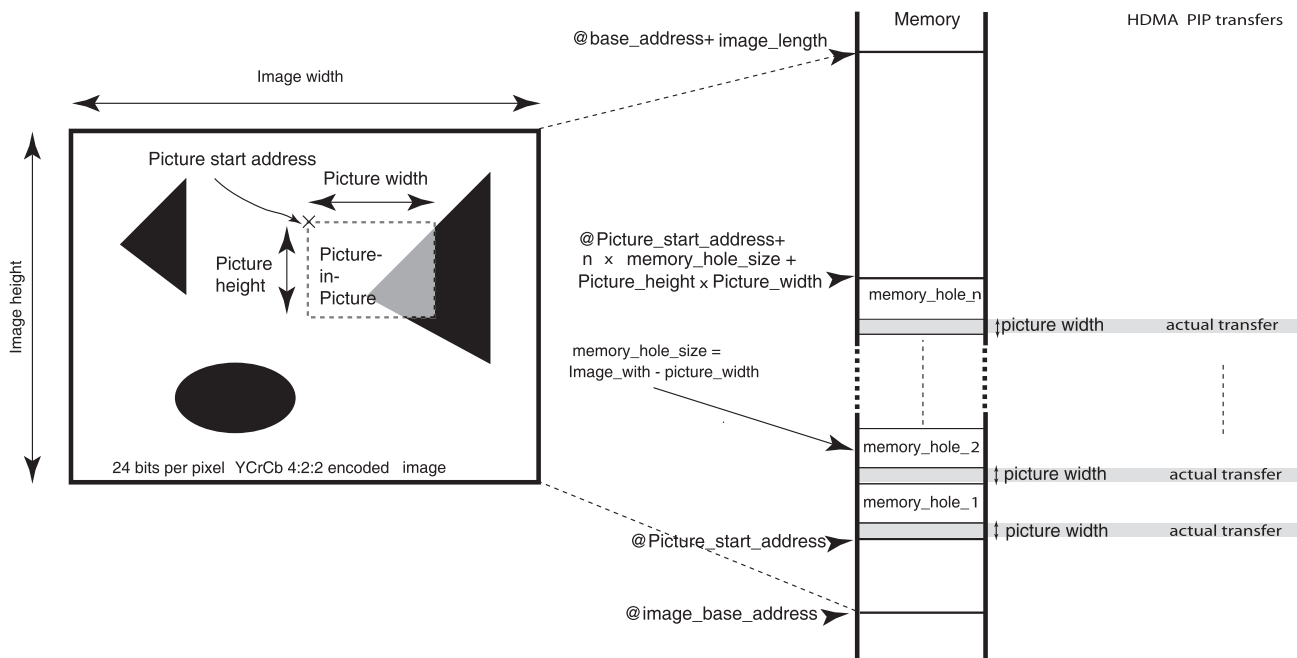 Memory
HDMA PIP transfers
@base_address+ image_length
Image width
Picture start address
Picture width
Image height
Picture
height
Picture-
in-
Picture
24 bits per pixel YCrCb 4:2:2 encoded image
@Picture_start_address+
n x memory_hole_size +
Picture_height x Picture_width
memory_hole_n
picture width
actual transfer
memory_hole_size =
Image_with - picture_width
memory_hole_2
picture width
actual transfer
memory_hole_1
picture width
actual transfer
@Picture_start_address
@image_base_address